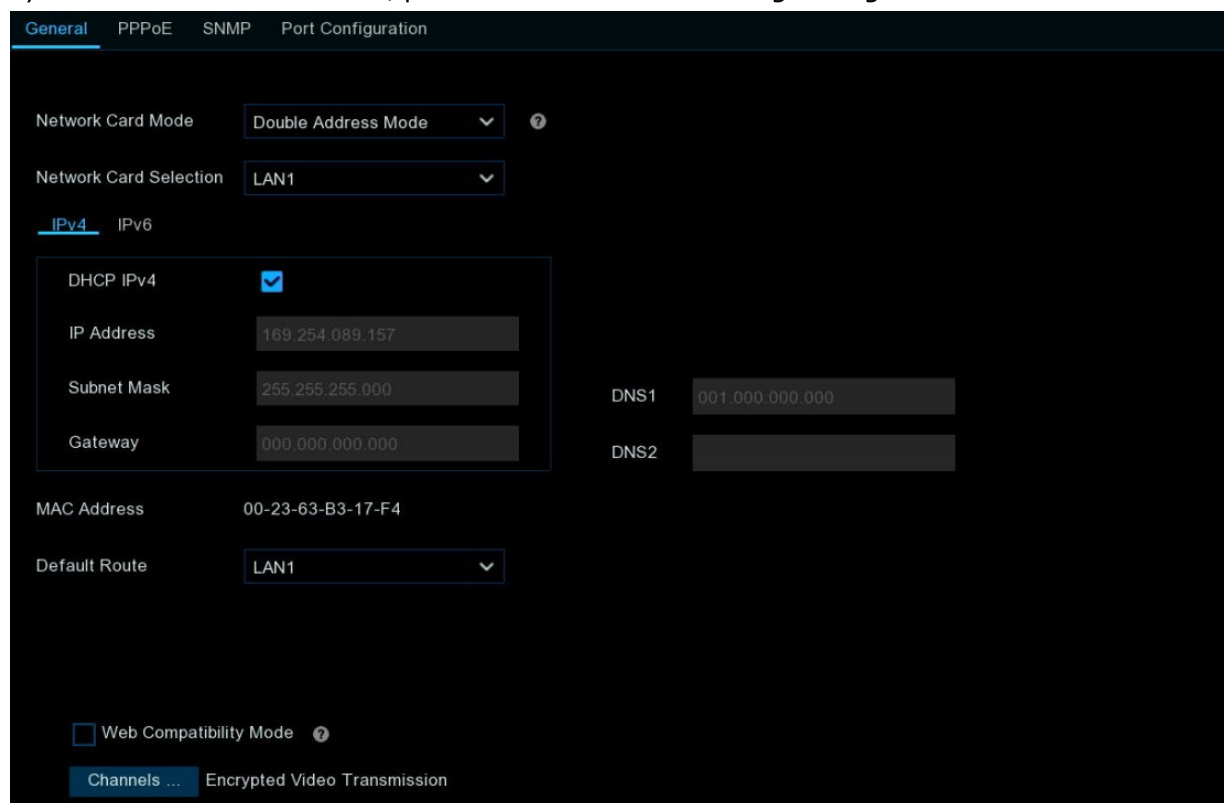 General PPPoE SNMP Port Configuration
Network Card Mode Double Address Mode
Network Card Selection LAN1
IPv4 IPv6
DHCP IPv4
IP Address 169.254.089.157
Subnet Mask 255.255.255.000 DNS1 001.000.000.000
Gateway 000.000.000.000 DNS2
MAC Address 00-23-63-B3-17-F4
Default Route LAN1
Web Compatibility Mode
Channels ... Encrypted Video Transmission